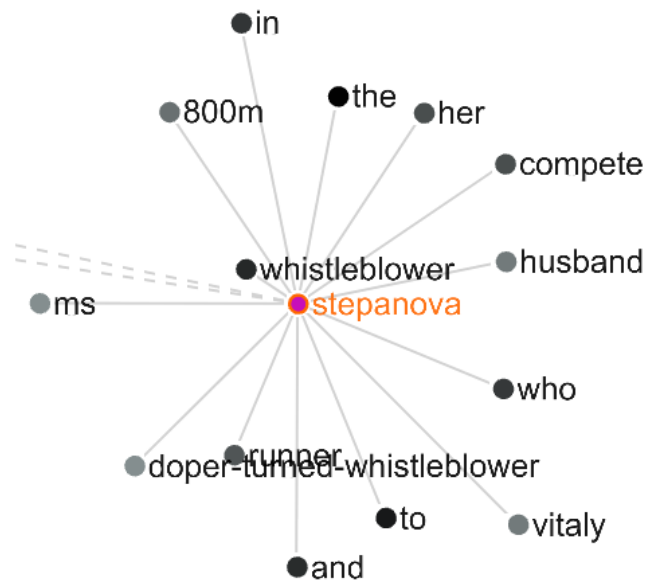 in
the
800m
her
compete
husband
whistleblower
ms
stepanova
who
runner
doper-turned-whistleblower
to
vitaly
and